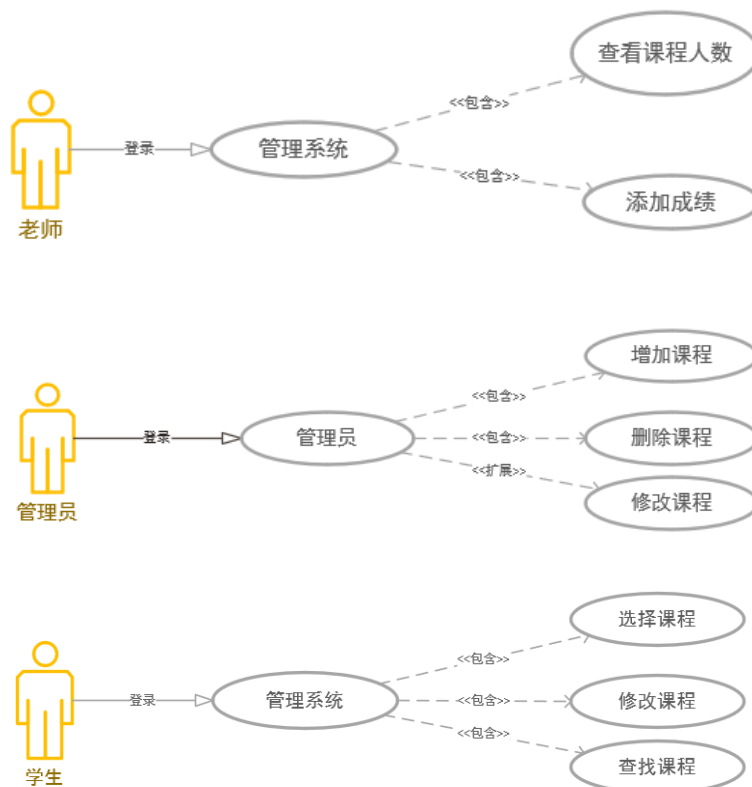 查看课程人数
<<包含>>
登录
管理系统
<<包含>>
添加成绩
老师
增加课程
<<包含>>
登录
管理员
<<包含>>
删除课程
<<扩展>>
修改课程
管理员
选择课程
<<包含>>
登录
管理系统
<<包含>>
修改课程
<<包含>>
查找课程
学生